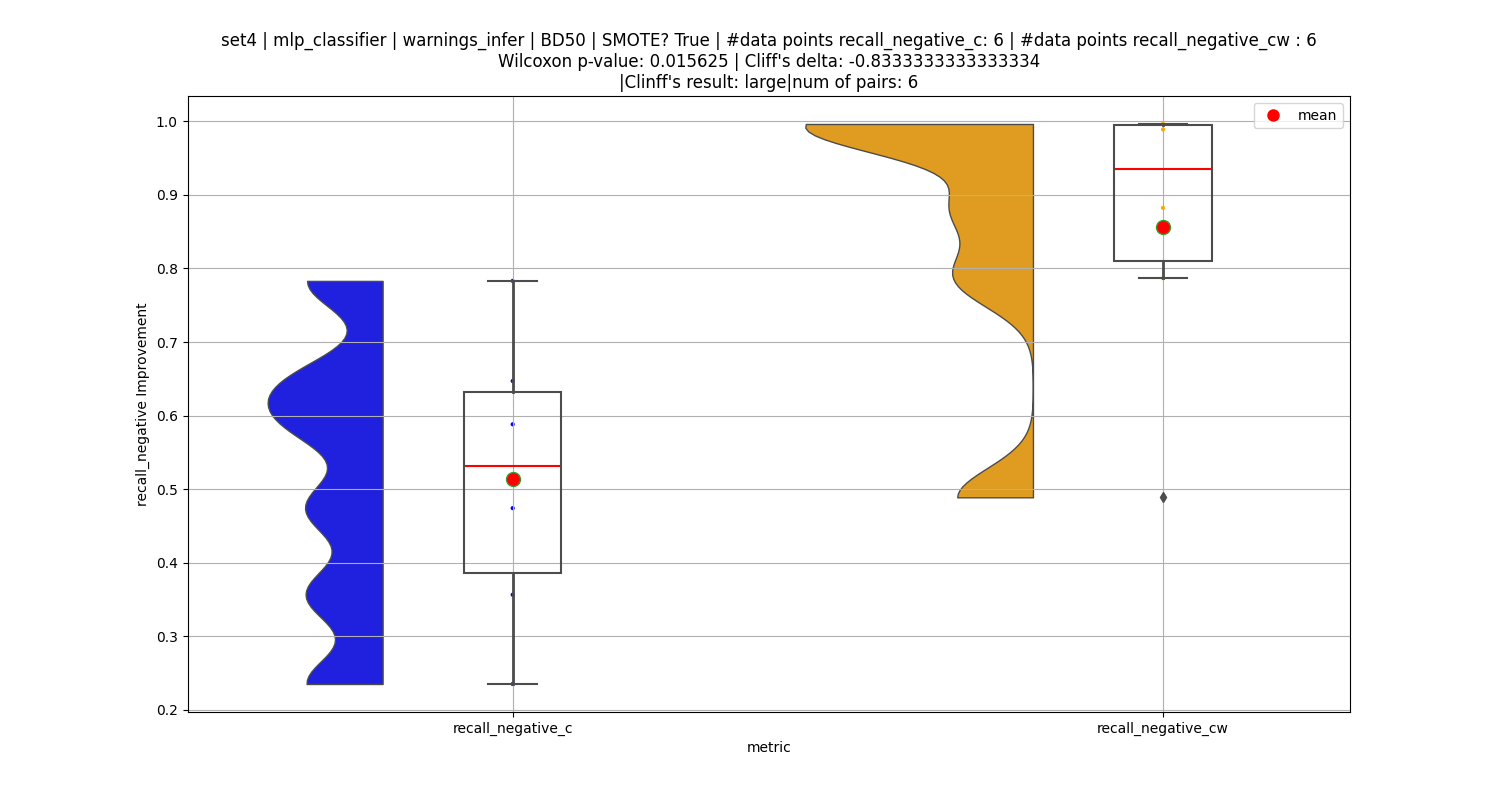 set4 | mlp_classifier | warnings_infer | BD50 | SMOTE? True | #data points recall_negative_c: 6 | #data points recall_negative_cw : 6
Wilcoxon p-value: 0.015625 | Cliff's delta: -0.8333333333333334
|Clinff's result: large|num of pairs: 6
mean
1.0
0.9
0.8
0.7
0.6
0.5
0.4
0.3
0.2
recall_negative Improvement
recall_negative_c
recall_negative_cw
metric